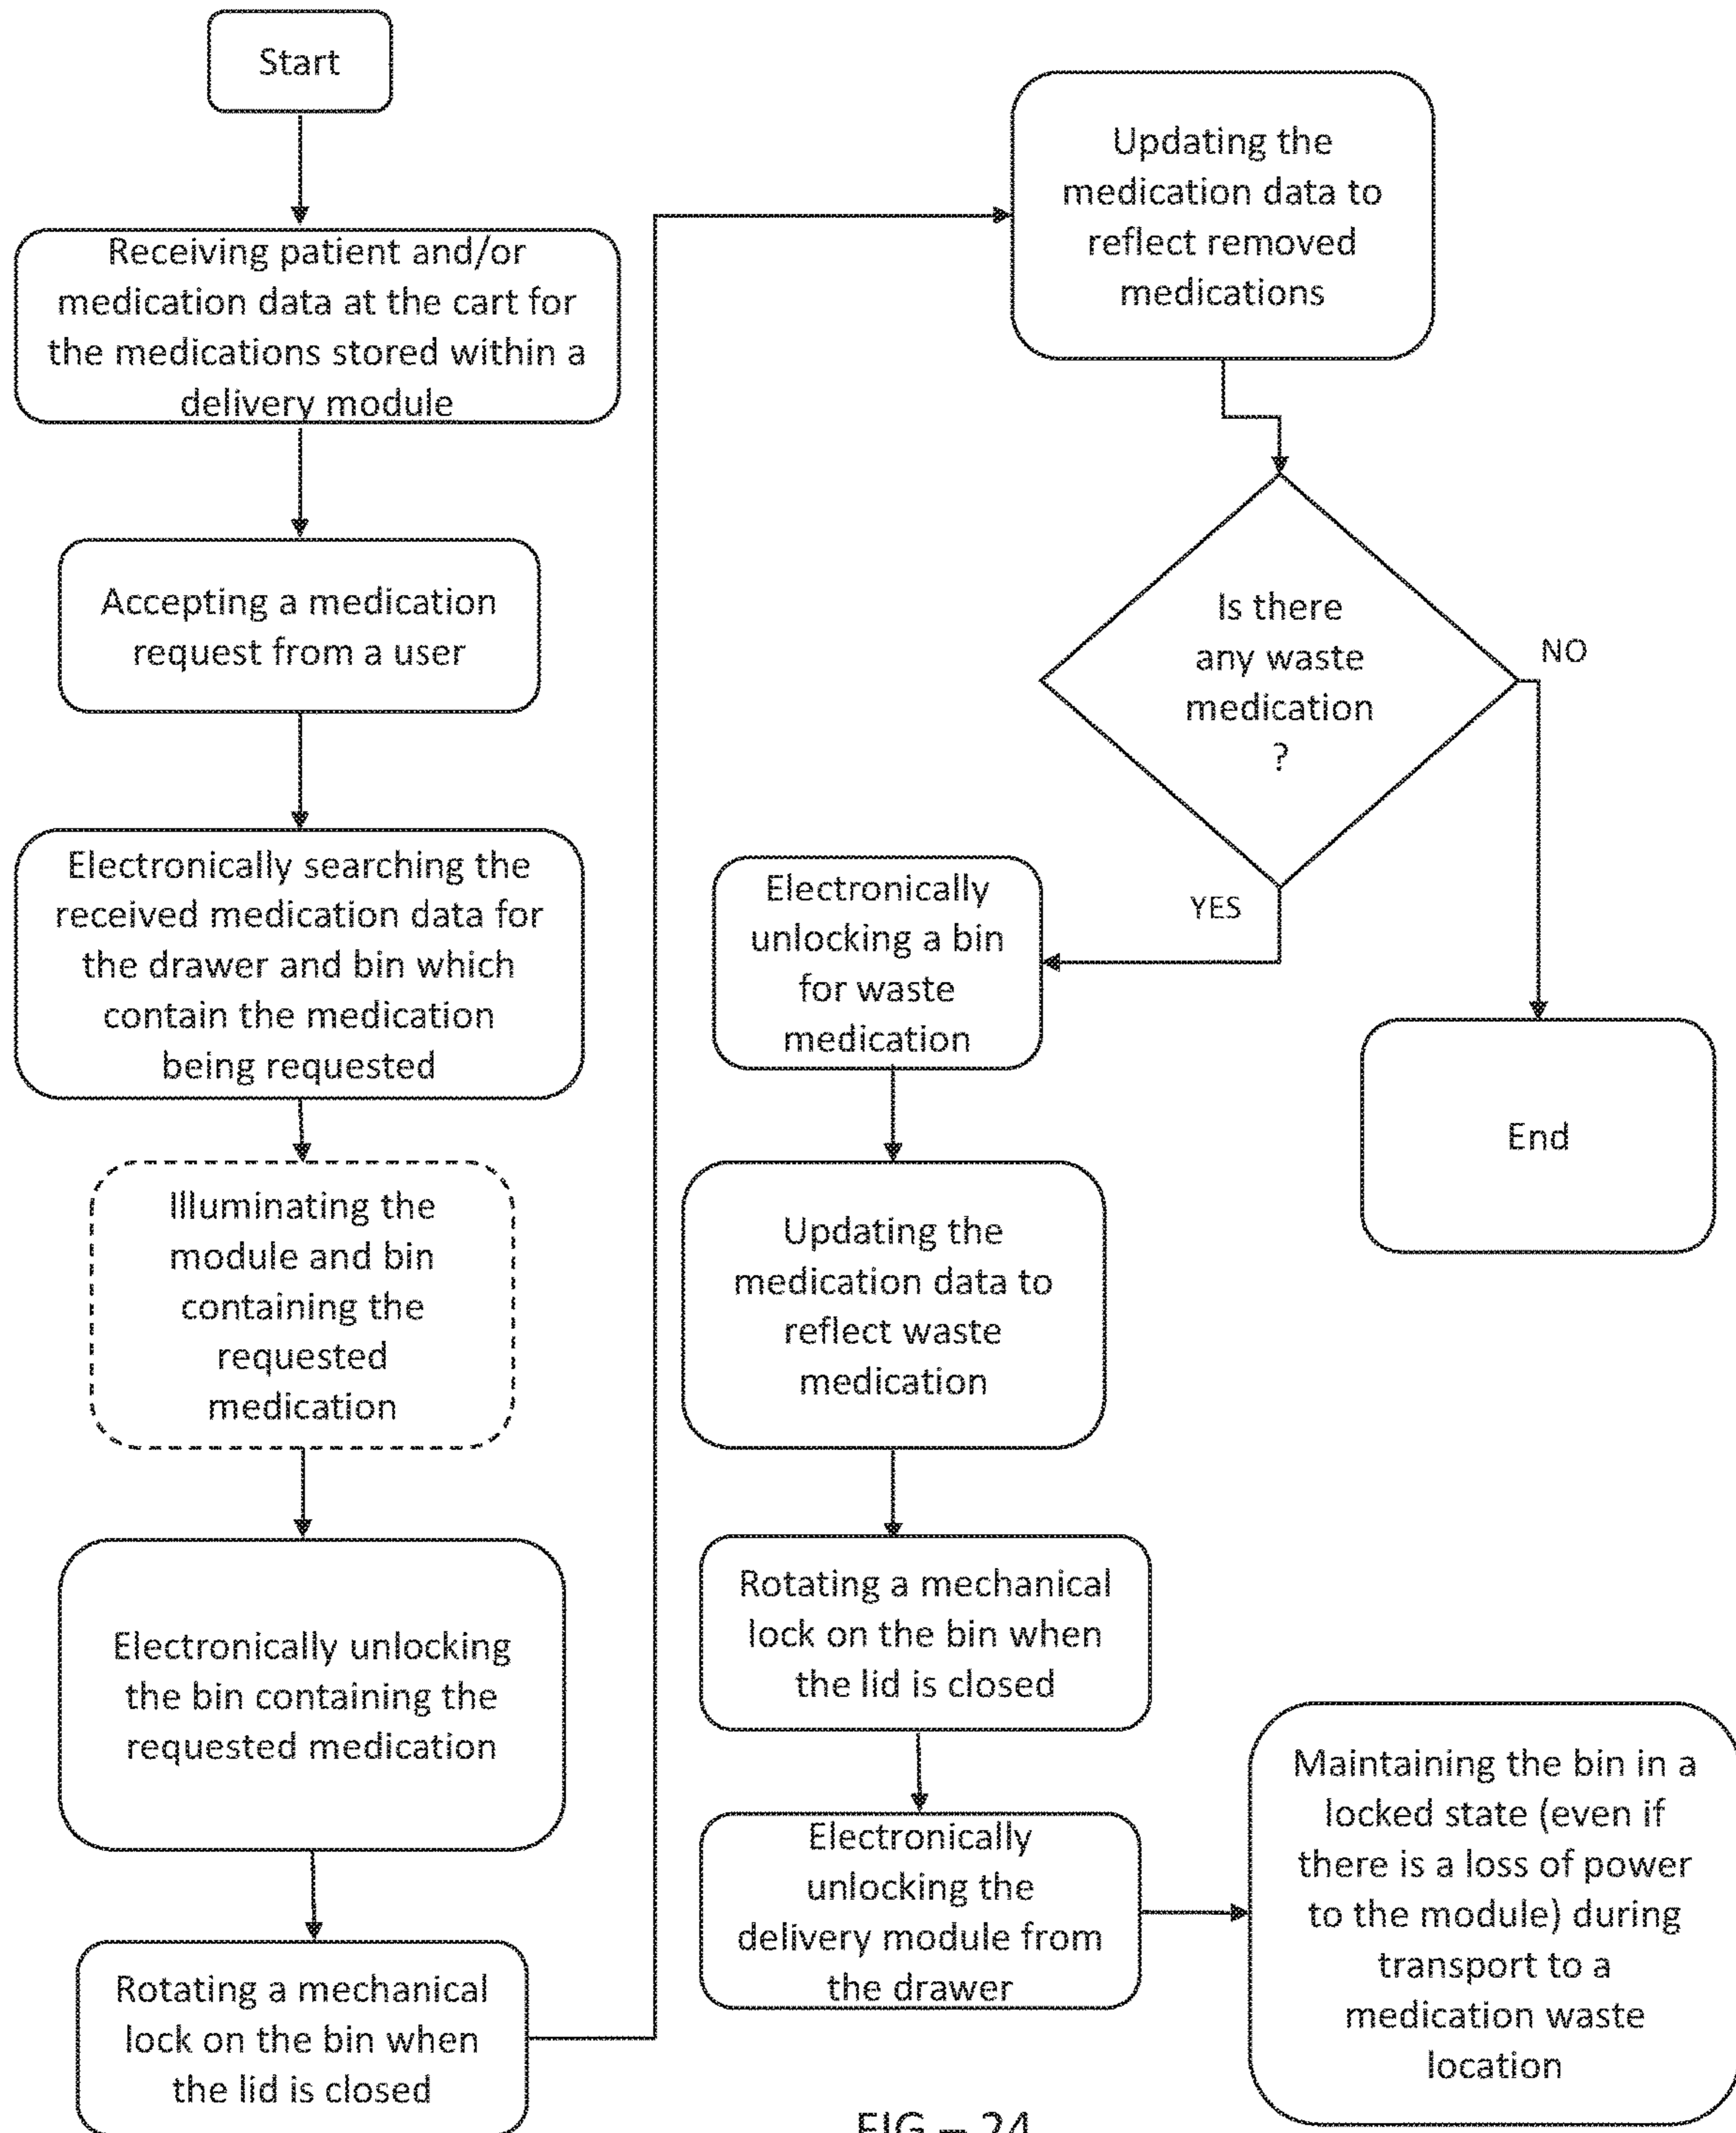 Start
Receiving patient and/or
medication data at the cart for
the medications stored within a
delivery module
Accepting a medication
request from a user
Electronically searching the
received medication data for
the drawer and bin which
contain the medication
being requested
Illuminating the
module and bin
containing the
requested
medication
Electronically unlocking
the bin containing the
requested medication
Rotating a mechanical
lock on the bin when
the lid is closed
Updating the
medication data to
reflect removed
medications
Is there
any waste
medication
?
NO
YES
End
Electronically
unlocking a bin
for waste
medication
Updating the
medication data to
reflect waste
medication
Rotating a mechanical
lock on the bin when
the lid is closed
Electronically
unlocking the
delivery module from
the drawer
Maintaining the bin in a
locked state (even if
there is a loss of power
to the module) during
transport to a
medication waste
location
FIG – 24